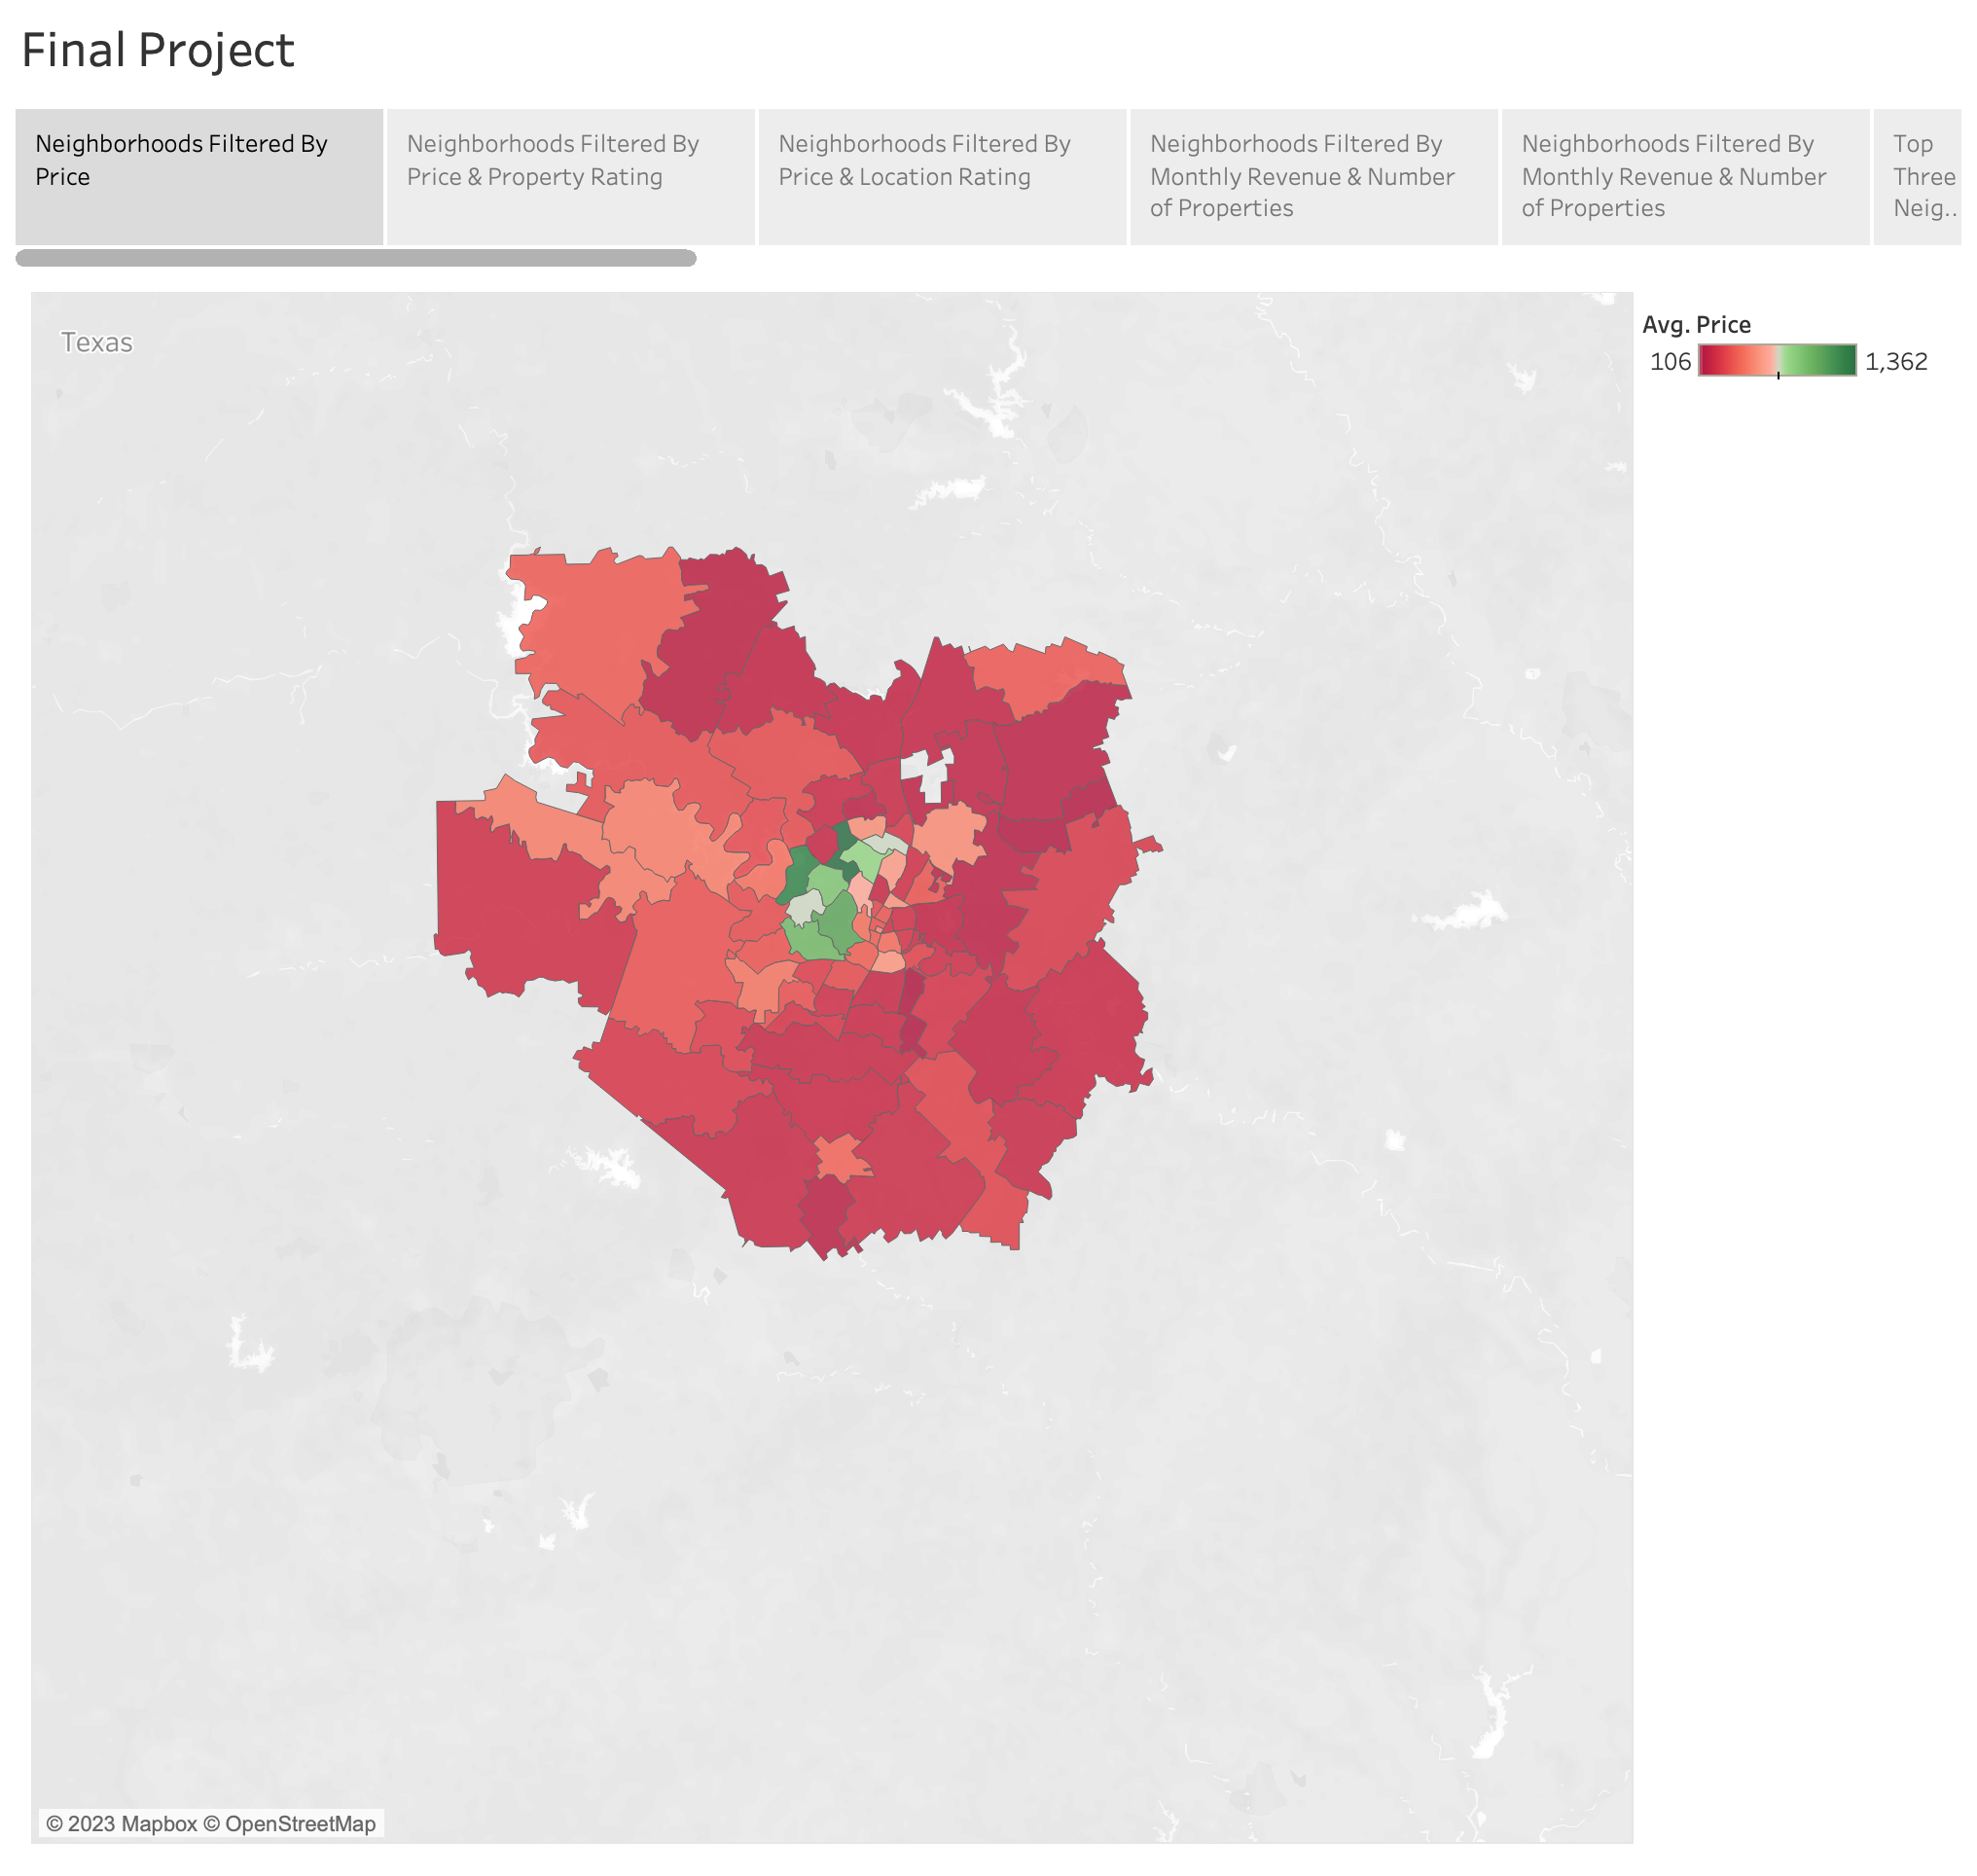 Final Project
Neighborhoods Filtered By
Price
Neighborhoods Filtered By
Price & Property Rating
Neighborhoods Filtered By
Price & Location Rating
Neighborhoods Filtered By
Monthly Revenue & Number
of Properties
Neighborhoods Filtered By
Monthly Revenue & Number
of Properties
Top
Three
Neig..
Texas
Avg. Price
106
1,362
© 2023 Mapbox © OpenStreetMap